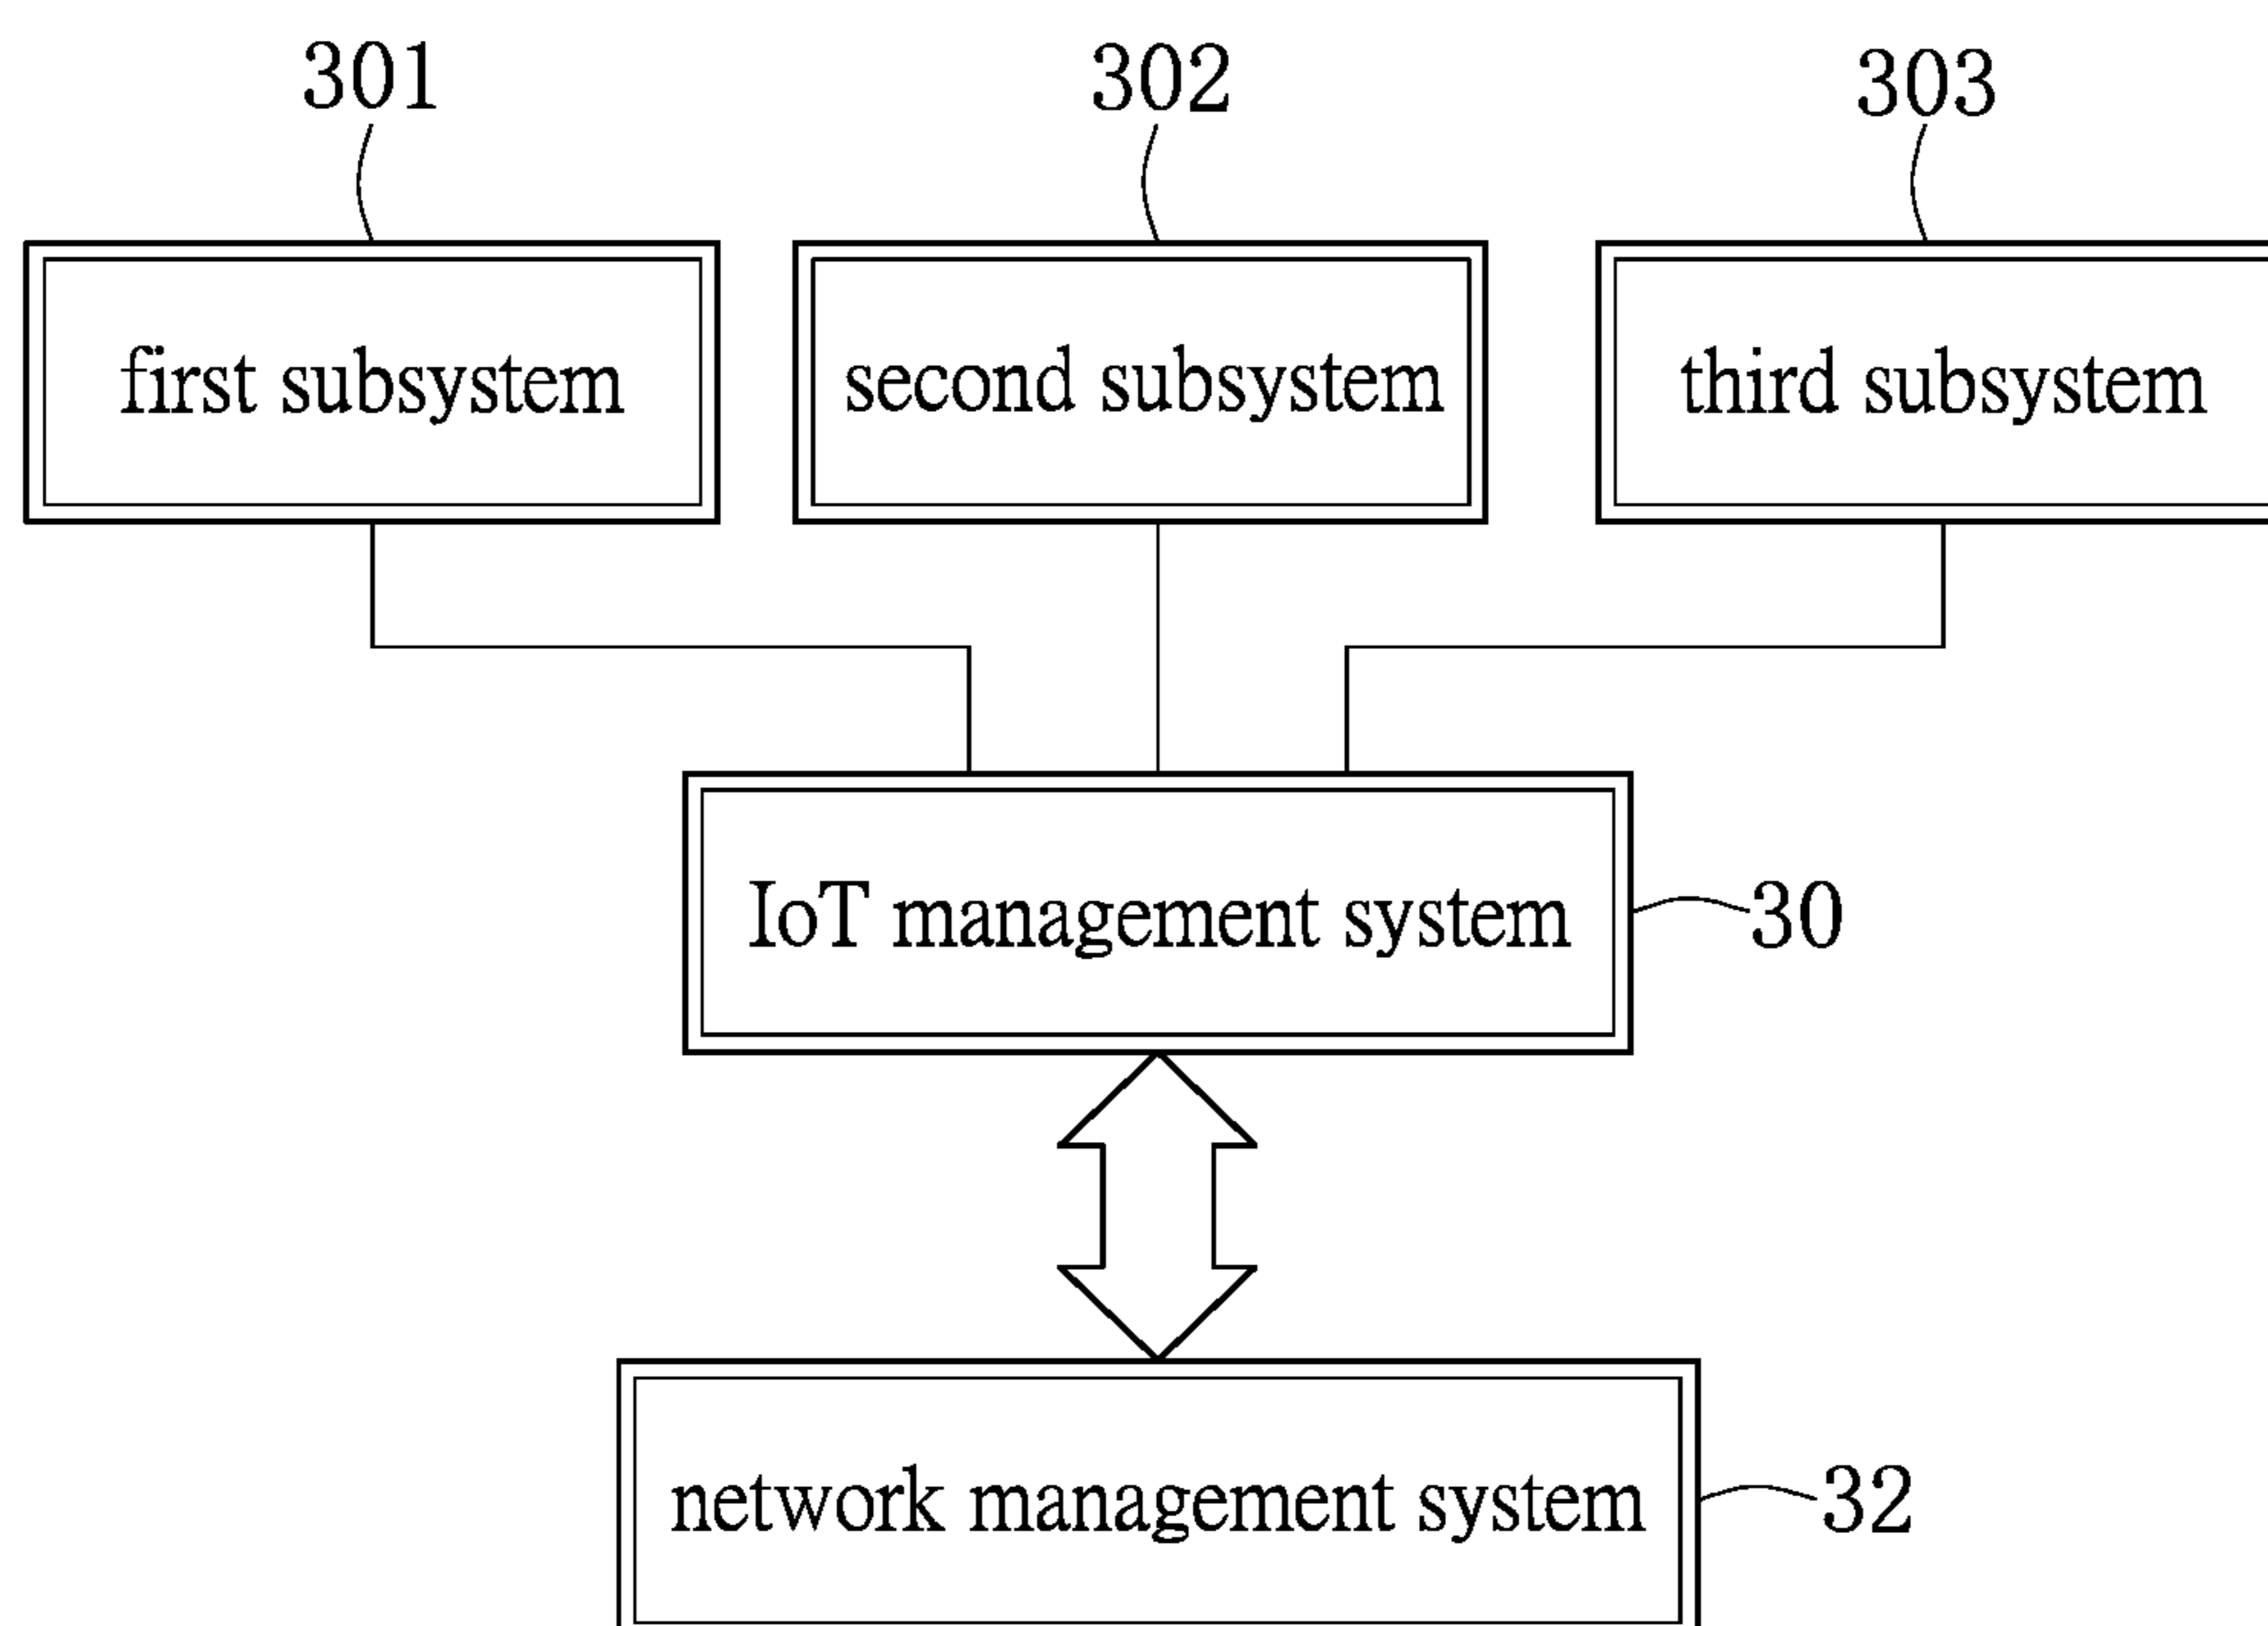 301
302
303
first subsystem
second subsystem
third subsystem
IoT management system
30
network management system
32